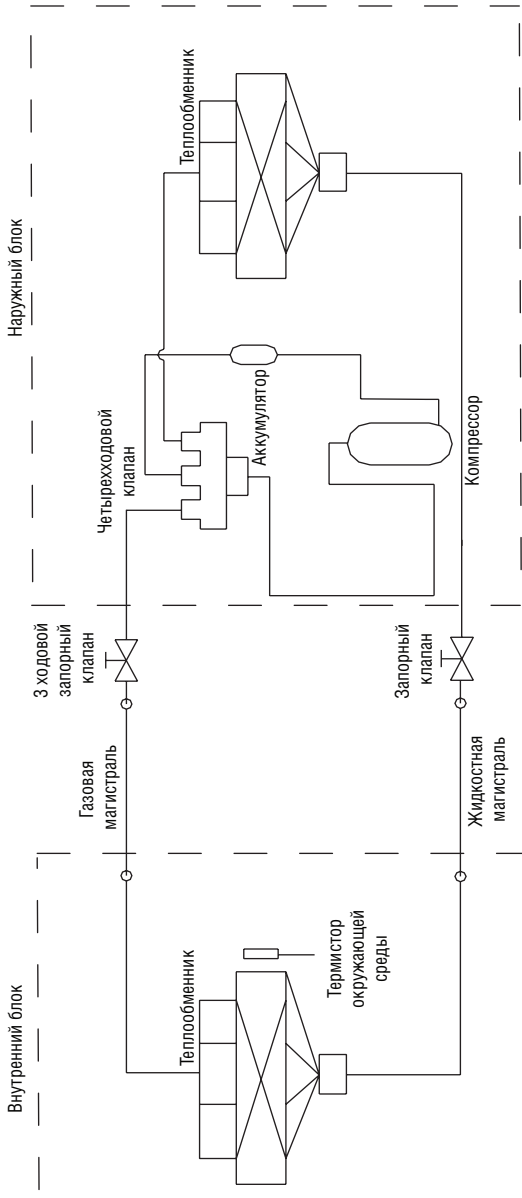 Внутренний блок
Наружный блок
Теплообменник
Термистор
окружающей
среды
Газовая
магистраль
Жидкостная
магистраль
3 ходовой
запорный
клапан
Запорный
клапан
Четырехходовой
клапан
Аккумулятор
Компрессор
Теплообменник